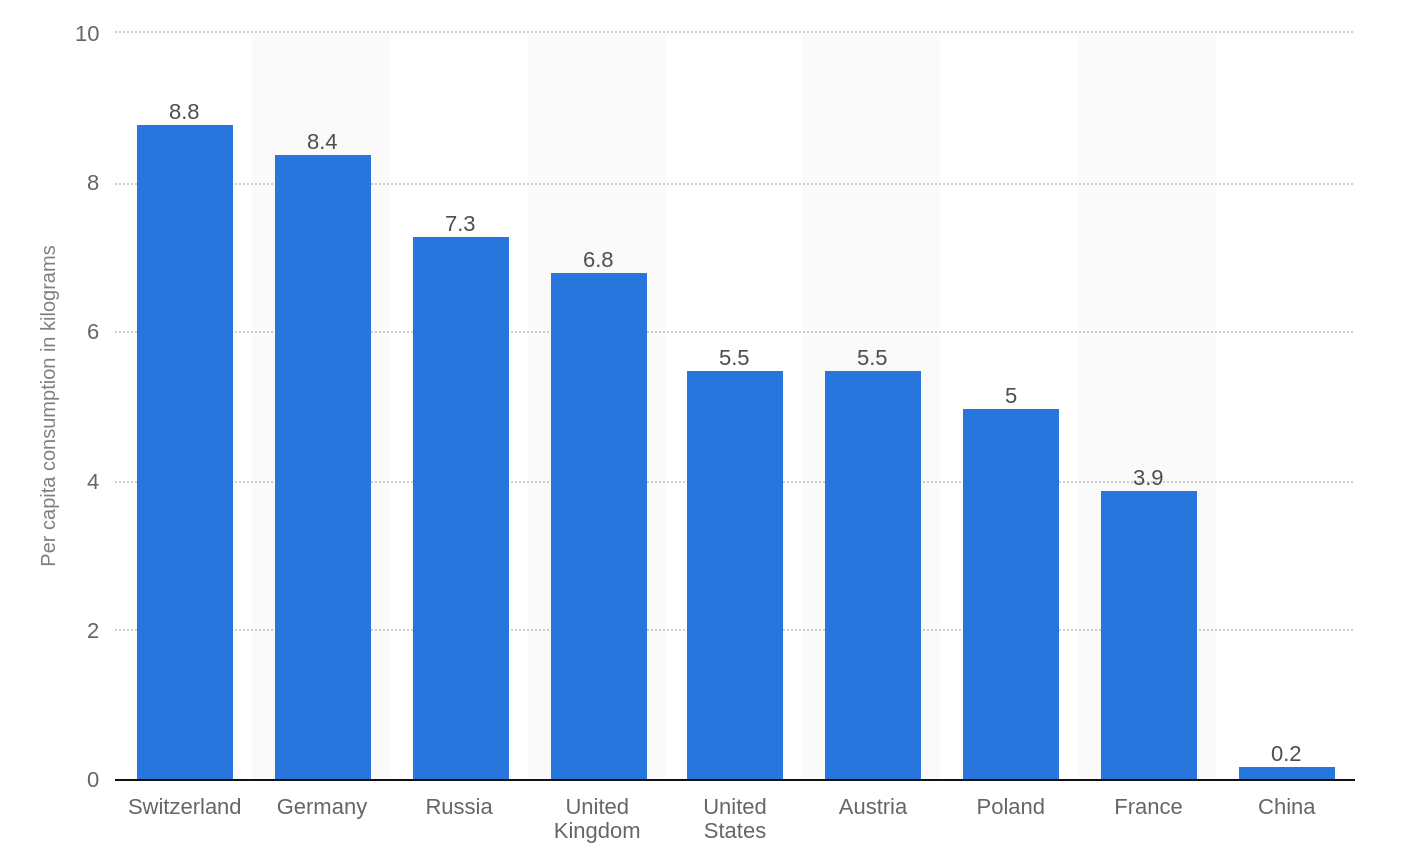 Per capita consumption in kilograms
10
8
6
4
2
0
8.8
8.4
7.3
6.8
5.5
5.5
5
3.9
0.2
Switzerland
Germany
Russia
United
Kingdom
United
States
Austria
Poland
France
China